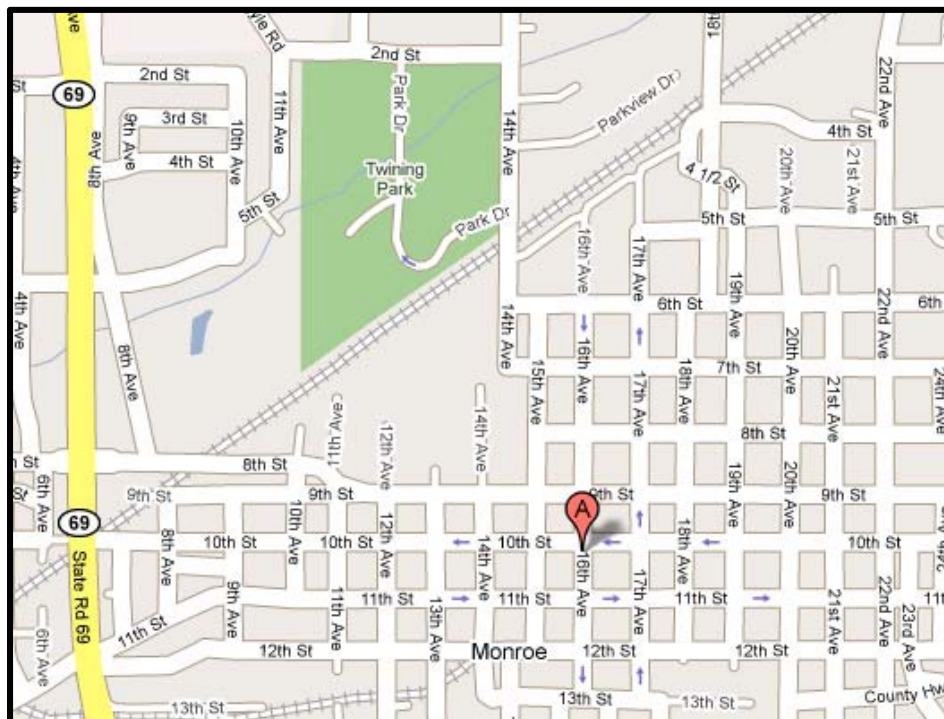 Ave
yle Rd
18t
2nd St
22nd Ave
St
2nd St
69
11th Ave
Park Dr
14th Ave
Parkview Dr
9th Ave
3rd St
10th Ave
4th St
8th Ave
4th St
20th Ave
21st Ave
Twining
Park
4 1/2 St
5th St
Park Dr
5th St
5th St
16th Ave
17th Ave
19th Ave
4th Ave
6th St
6th
14th Ave
22nd Ave
8th Ave
15th Ave
16th Ave
17th Ave
18th Ave
7th St
20th Ave
21st Ave
24th Ave
11th Ave
12th Ave
14th Ave
8th St
h St
8th St
6th Ave
9th St
9th St
10th Ave
9th St
19th Ave
20th Ave
9th St
A
69
8th Ave
10th St
10th St
12th Ave
10th St
18th Ave
10th St
24th A
State Rd 69
9th Ave
14th Ave
16th Ave
17th Ave
11th St
11th Ave
13th Ave
11th St
11th St
11th St
21st Ave
22nd Ave
23rd Ave
11t
6th Ave
12th St
Monroe
12th St
12th St
13th St
13th St
13th St
County Hw